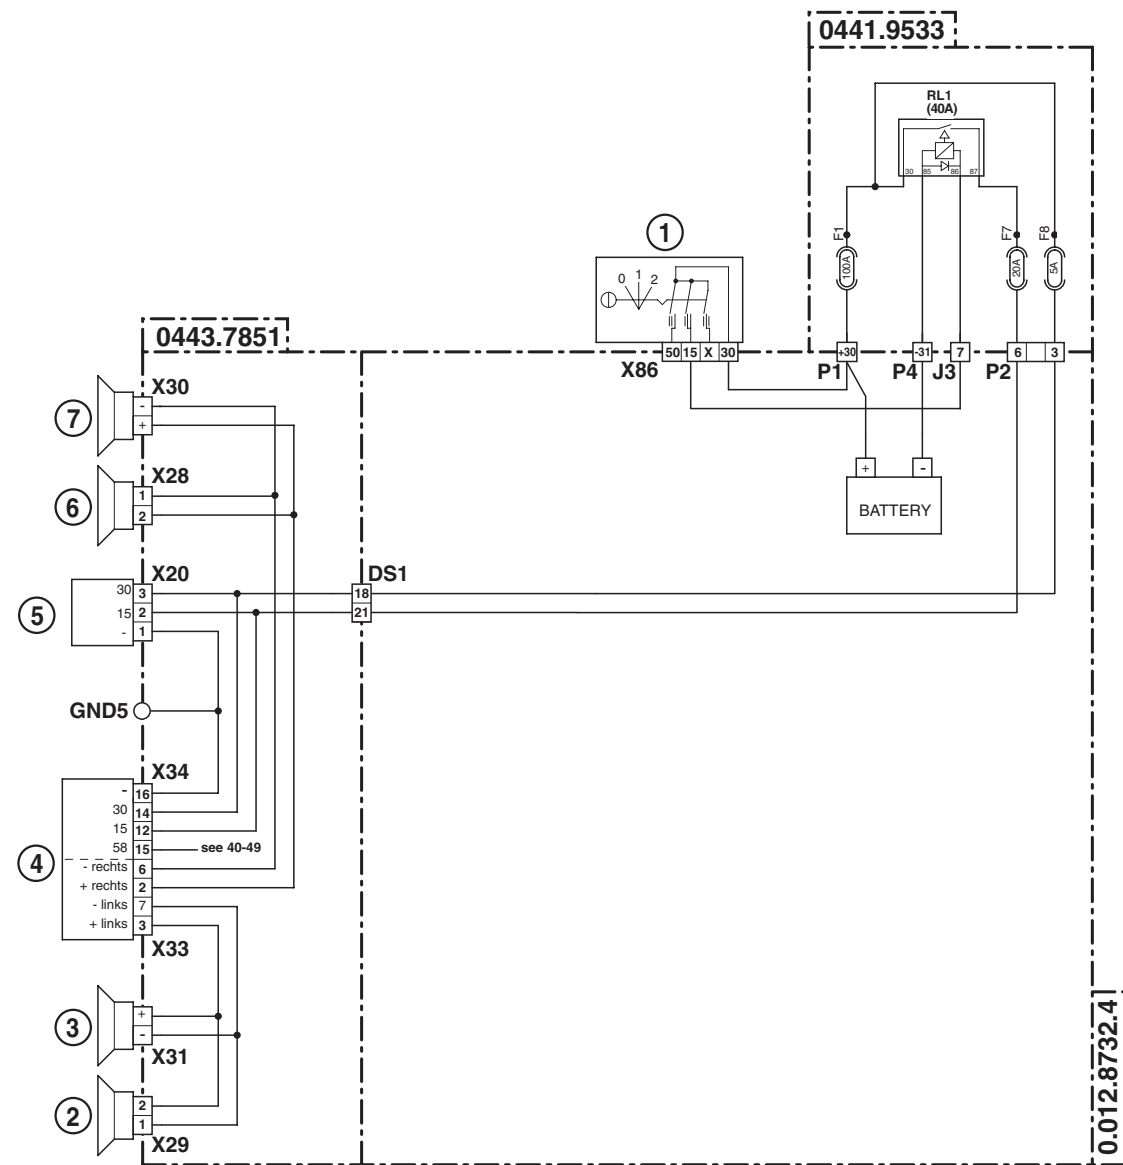 0441.9533
RL1
(40A)
30 85 86 87
F1
100A
F7
20A
F8
5A
1
0 1 2
50 15 X 30
X86
+30
P1
-31
P4
7
J3
6 3
P2
+ -
BATTERY
0443.7851
X30
7
-
+
X28
6
1
2
X20
5
30 3
15 2
- 1
DS1
18
21
GND5
X34
4
- 16
30 14
15 12
58 15
see 40-49
- rechts 6
+ rechts 2
- links 7
+ links 3
X33
3
+
-
X31
2
2
1
X29
0.012.8732.4